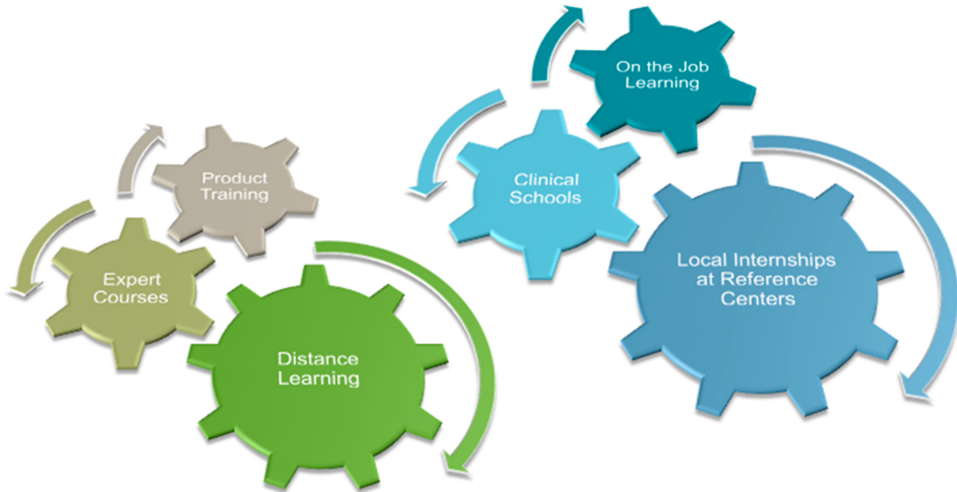 Product
Training
Expert
Courses
Distance
Learning
On the Job
Learning
Clinical
Schools
Local Internships
at Reference
Centers